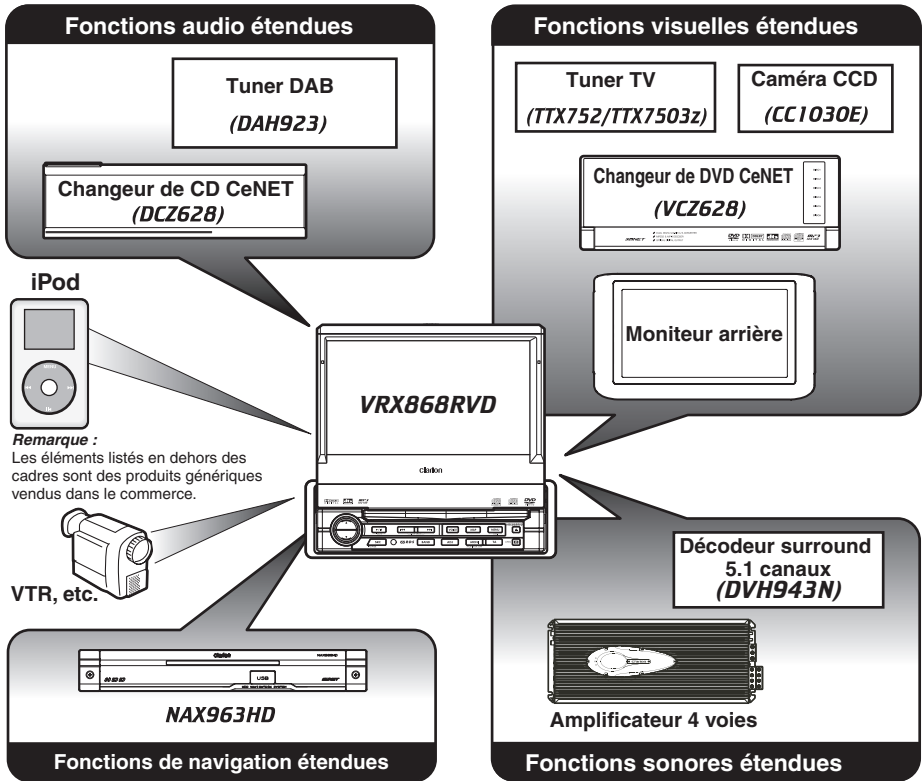 Fonctions audio étendues
Tuner DAB
(DAH923)
Changeur de CD CeNET
(DCZ628)
Fonctions visuelles étendues
Tuner TV
(TTX752/TTX7503z)
Caméra CCD
(CC1030E)
Changeur de DVD CeNET
(VCZ628)
Moniteur arrière
iPod
MENU
Remarque :
Les éléments listés en dehors des
cadres sont des produits génériques
vendus dans le commerce.
VTR, etc.
VRX868RVD
clarion
Décodeur surround
5.1 canaux
(DVH943N)
Amplificateur 4 voies
Fonctions sonores étendues
clarion
USB
NAX963HD
Fonctions de navigation étendues